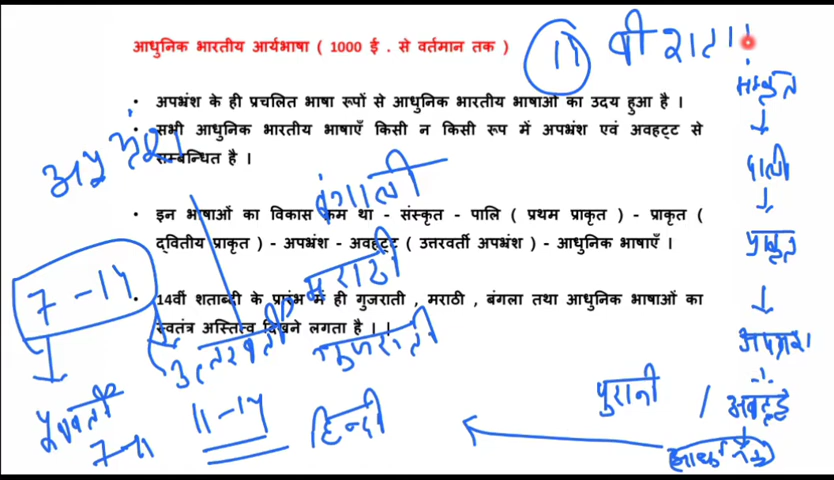 आधुनिक भारतीय आर्यभाषा ( 1000 ई . से वर्तमान तक )
11 वी शता
• अपभ्रंश के ही प्रचलित भाषा रूपों से आधुनिक भारतीय भाषाओं का उदय हुआ है ।
• सभी आधुनिक भारतीय भाषाएँ किसी न किसी रूप में अपभ्रंश एवं अवहट्ट से
सम्बन्धित है ।
• इन भाषाओं का विकास क्रम था - संस्कृत - पालि ( प्रथम प्राकृत ) - प्राकृत (
द्वितीय प्राकृत ) - अपभ्रंश - अवहट्ट ( उत्तरवर्ती अपभ्रंश ) - आधुनिक भाषाएँ ।
• 14वीं शताब्दी के प्रारंभ में ही गुजराती , मराठी , बंगला तथा आधुनिक भाषाओं का
स्वतंत्र अस्तित्व दिखने लगता है । ।
अपभ्रंश
7 - 14
पूर्ववर्ती
7 - 11
उत्तरवर्ती
11 - 14
बंगाली
मराठी
गुजराती
हिन्दी
पुरानी
संस्कृत
पाली
प्राकृत
अपभ्रंश
/ अवहट्ट